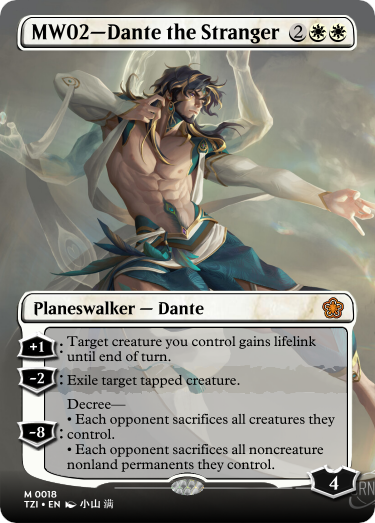 MW02—Dante the Stranger 2
Planeswalker — Dante
+1: Target creature you control gains lifelink
until end of turn.
-2: Exile target tapped creature.
Decree—
• Each opponent sacrifices all creatures they
-8: control.
• Each opponent sacrifices all noncreature
nonland permanents they control.
4
RN
M 0018
TZI • EN 小山 满